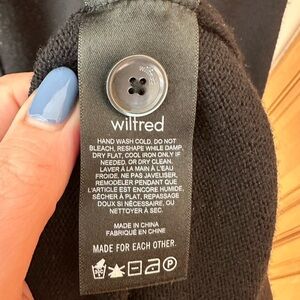 wilfred
HAND WASH COLD, DO NOT
BLEACH, RESHAPE WHILE DAMP,
DRY FLAT, COOL IRON ONLY IF
NEEDED, OR DRY CLEAN.
LAVER À LA MAIN À L'EAU
FROIDE, NE PAS JAVELISER,
REMODELER PENDANT QUE
L'ARTICLE EST ENCORE HUMIDE,
SÉCHER À PLAT, REPASSAGE
DOUX SI NÉCESSAIRE, OU
NETTOYER À SEC.
MADE IN CHINA
FABRIQUÉ EN CHINE
MADE FOR EACH OTHER.